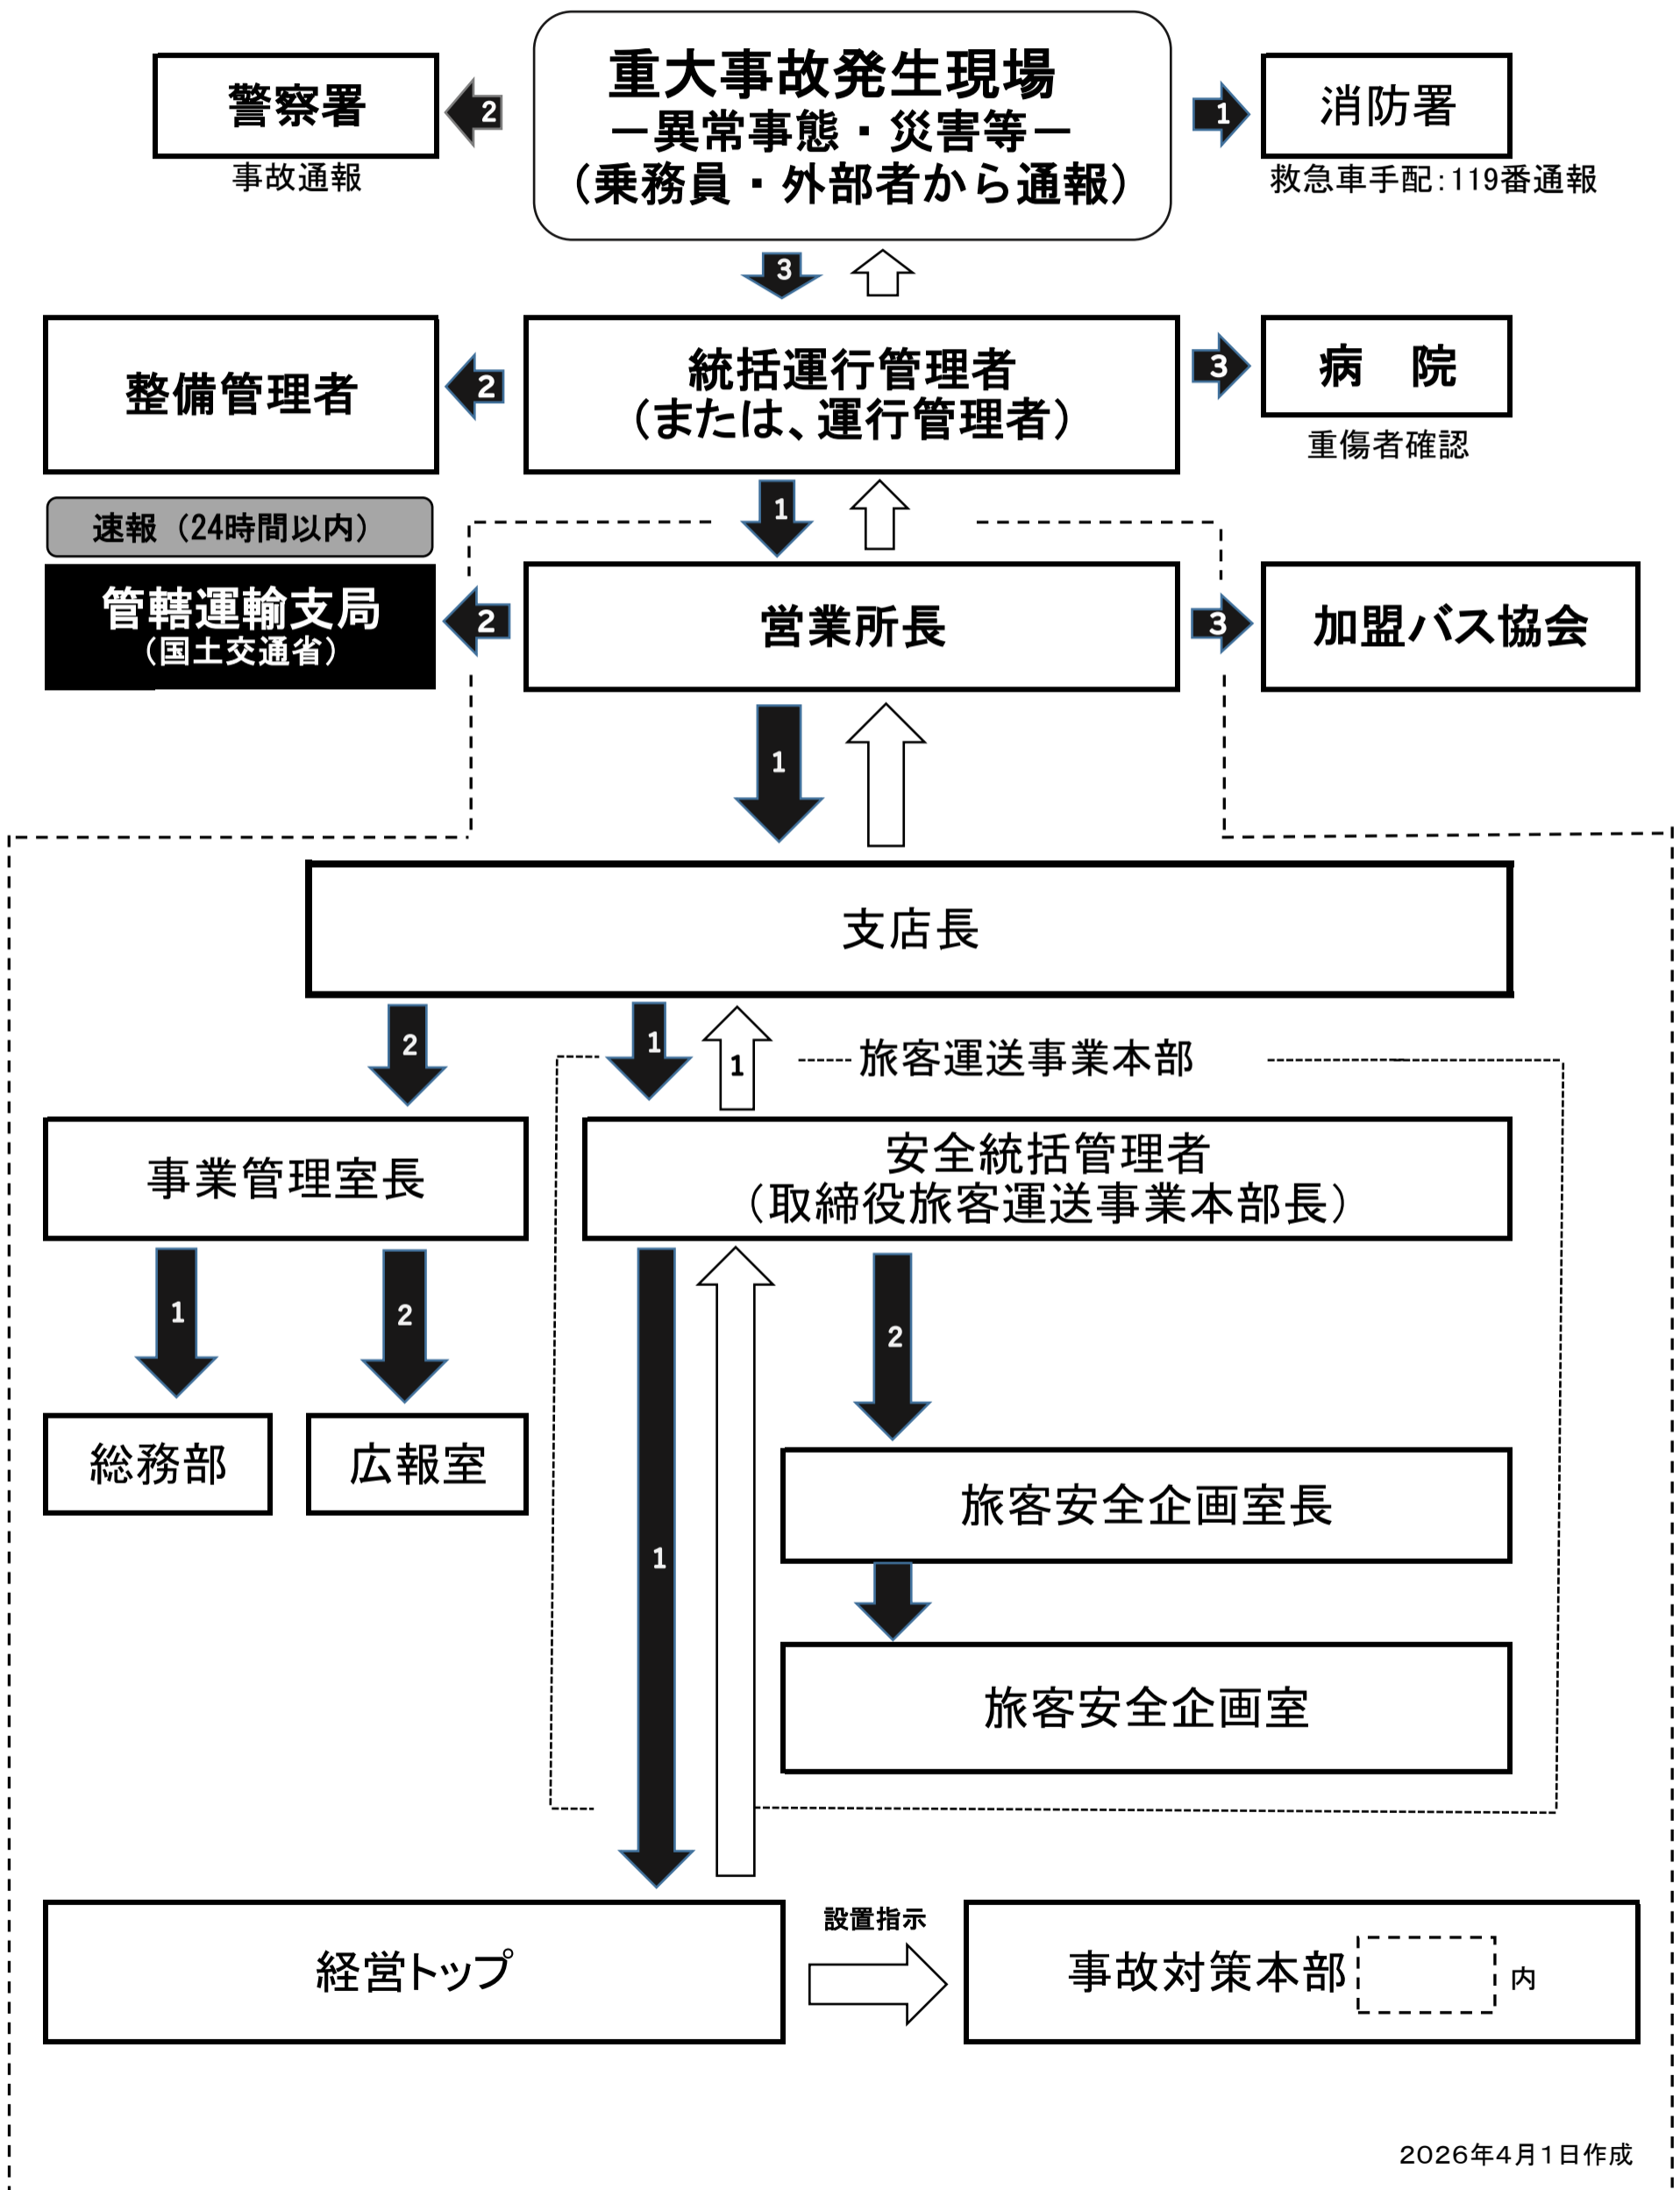 重大事故発生現場
－異常事態・災害等－
（乗務員・外部者から通報）
警察署
2
1
消防署
事故通報
救急車手配：119番通報
3
整備管理者
2
統括運行管理者
（または、運行管理者）
3
病　院
重傷者確認
速報（24時間以内）
1
管轄運輸支局
（国土交通省）
2
営業所長
3
加盟バス協会
1
支店長
2
1
1
旅客運送事業本部
事業管理室長
安全統括管理者
（取締役旅客運送事業本部長）
1
2
2
総務部
広報室
旅客安全企画室長
1
旅客安全企画室
経営トップ
設置指示
事故対策本部
内
2026年4月1日作成